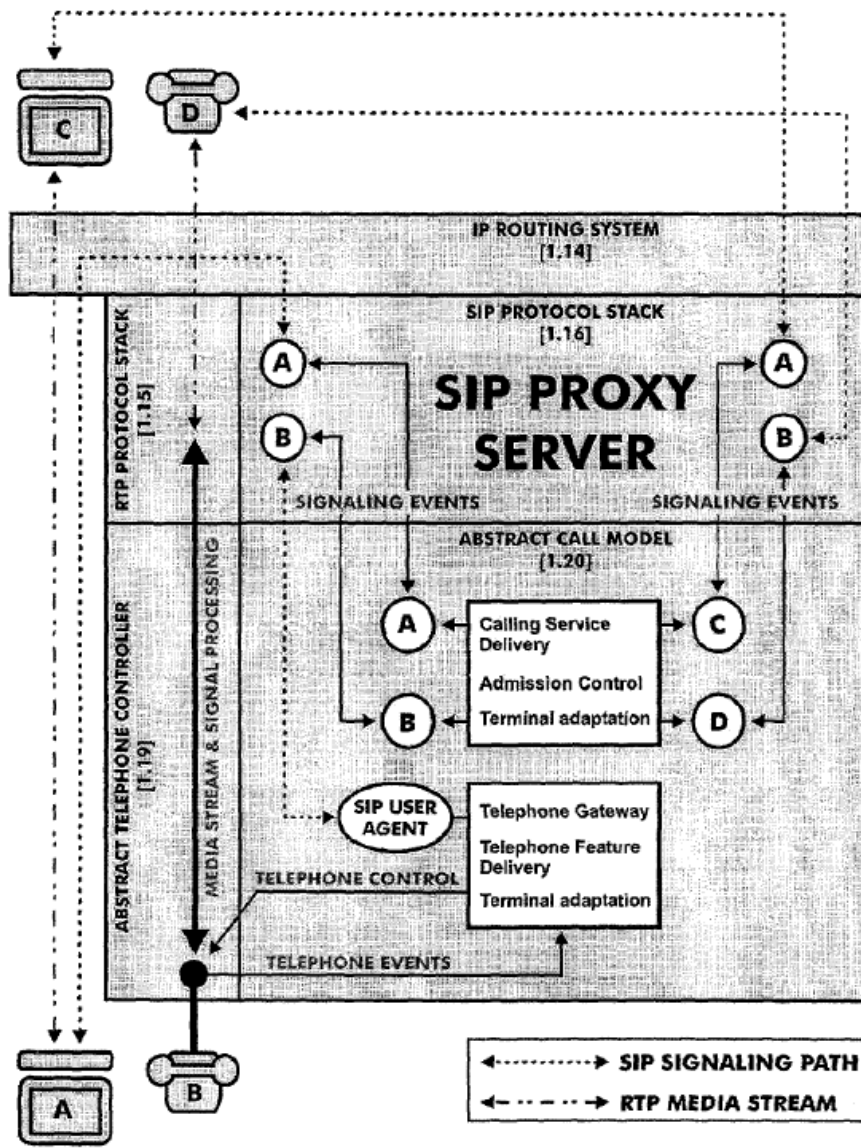 C
D
IP ROUTING SYSTEM
[1.14]
RTP PROTOCOL STACK
[1.15]
SIP PROTOCOL STACK
[1.16]
A
A
SIP PROXY
SERVER
B
B
SIGNALING EVENTS
SIGNALING EVENTS
ABSTRACT TELEPHONE CONTROLLER
[1.19]
MEDIA STREAM & SIGNAL PROCESSING
ABSTRACT CALL MODEL
[1.20]
A
Calling Service
Delivery
C
Admission Control
B
Terminal adaptation
D
SIP USER
AGENT
Telephone Gateway
Telephone Feature
Delivery
Terminal adaptation
TELEPHONE CONTROL
TELEPHONE EVENTS
A
B
SIP SIGNALING PATH
RTP MEDIA STREAM